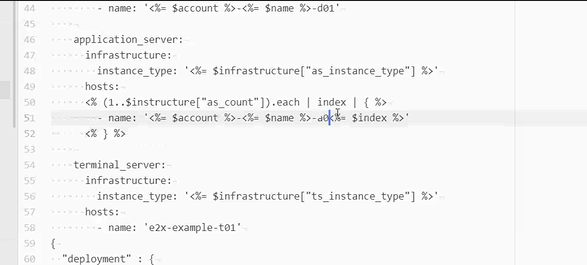 44 - name: '<%= $account %>-<%= $name %>-d01'
45
46 application_server:
47 infrastructure:
48 instance_type: '<%= $infrastructure["as_instance_type"] %>'
49 hosts:
50 <% (1..$instructure["as_count"]).each | index | { %>
51 - name: '<%= $account %>-<%= $name %>-a0<%= $index %>'
52 <% } %>
53
54 terminal_server:
55 infrastructure:
56 instance_type: '<%= $infrastructure["ts_instance_type"] %>'
57 hosts:
58 - name: 'e2x-example-t01'
59 {
60 "deployment" : {